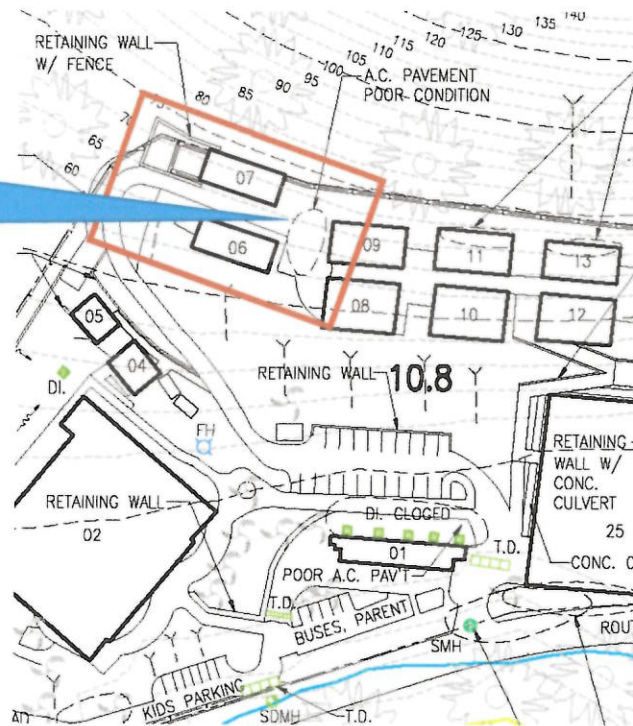 140
135
130
125
120
115
110
105
100
95
90
85
80
75
70
65
60
RETAINING WALL
W/ FENCE
A.C. PAVEMENT
POOR CONDITION
07
06
09
11
13
08
10
12
05
04
DI.
FH
RETAINING WALL
10.8
RETAINING
WALL W/
CONC.
CULVERT
25
RETAINING WALL
02
DI. CLOGED
01
T.D.
POOR A.C. PAV'T
CONC. C
T.D.
BUSES, PARENT
SMH
ROUT
KIDS PARKING
SDMH
T.D.